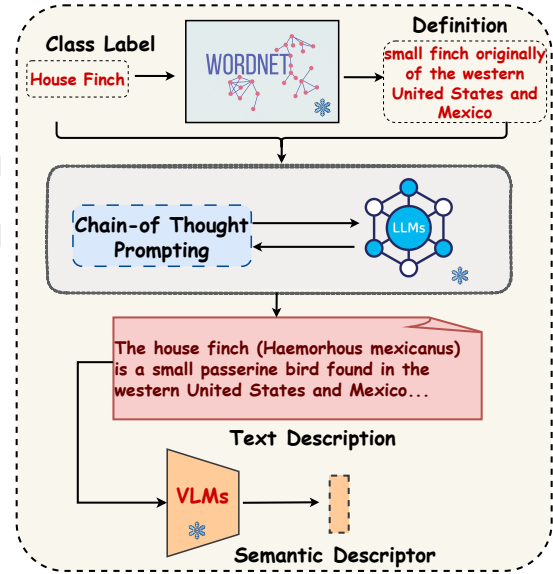 Class Label
House Finch
WORDNET
Definition
small finch originally
of the western
United States and
Mexico
Chain-of Thought
Prompting
LLMs
The house finch (Haemorhous mexicanus)
is a small passerine bird found in the
western United States and Mexico...
Text Description
VLMs
Semantic Descriptor